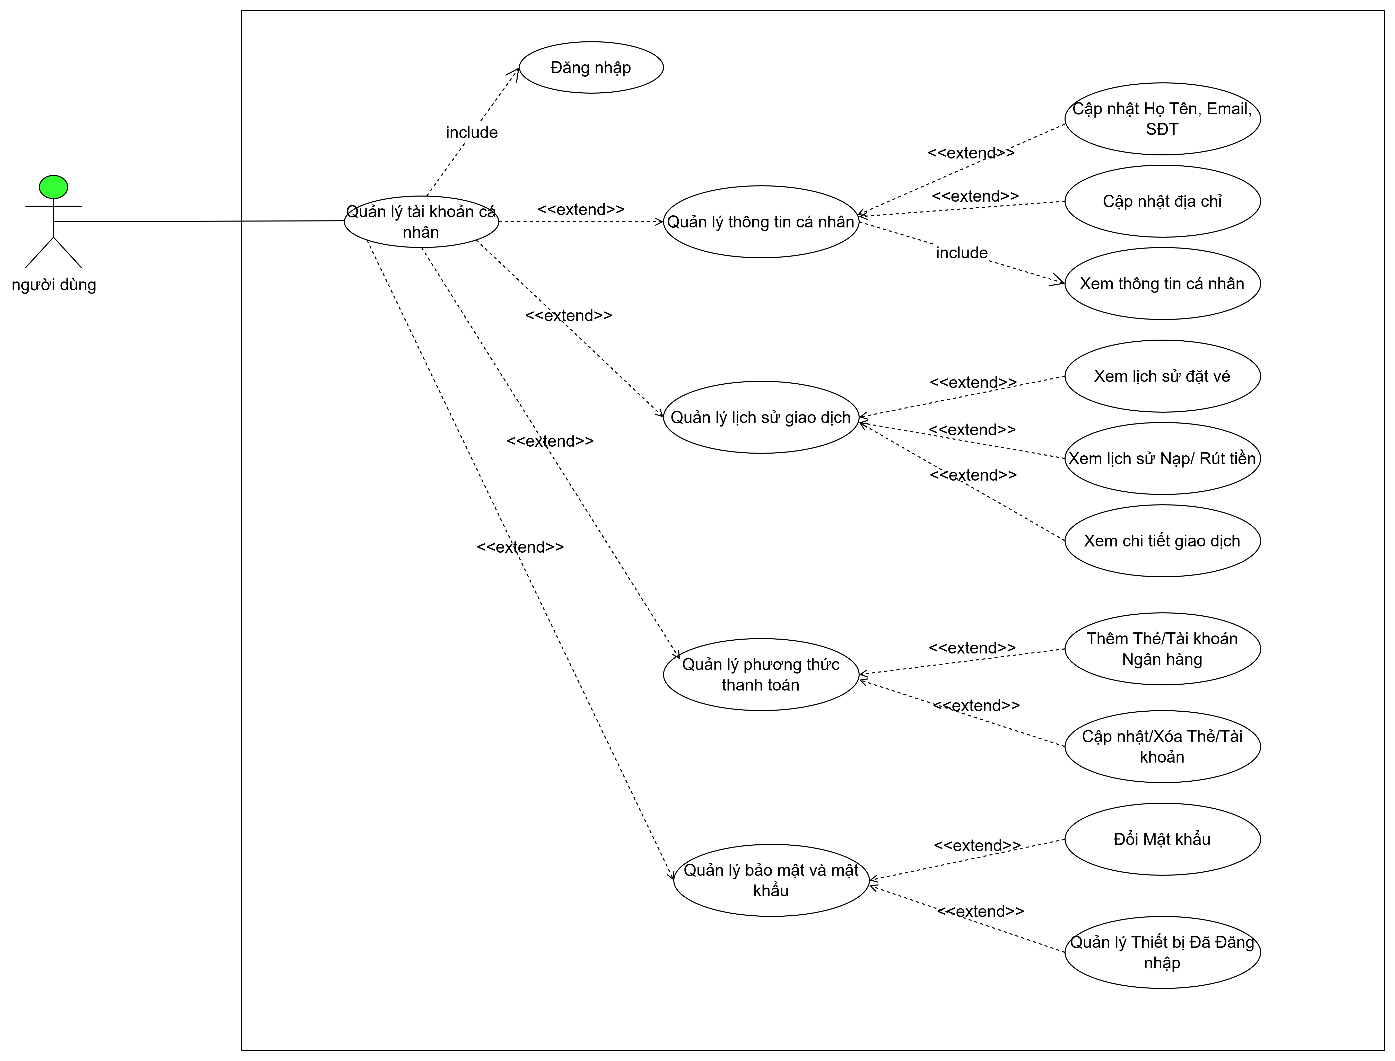 Đăng nhập
include
người dùng
Quản lý tài khoản cá
nhân
<<extend>>
Quản lý thông tin cá nhân
<<extend>>
Cập nhật Họ Tên, Email,
SĐT
<<extend>>
Cập nhật địa chỉ
include
Xem thông tin cá nhân
<<extend>>
Quản lý lịch sử giao dịch
<<extend>>
Xem lịch sử đặt vé
<<extend>>
Xem lịch sử Nạp/ Rút tiền
<<extend>>
Xem chi tiết giao dịch
<<extend>>
Quản lý phương thức
thanh toán
<<extend>>
Thêm Thẻ/Tài khoản
Ngân hàng
<<extend>>
Cập nhật/Xóa Thẻ/Tài
khoản
<<extend>>
Quản lý bảo mật và mật
khẩu
<<extend>>
Đổi Mật khẩu
<<extend>>
Quản lý Thiết bị Đã Đăng
nhập